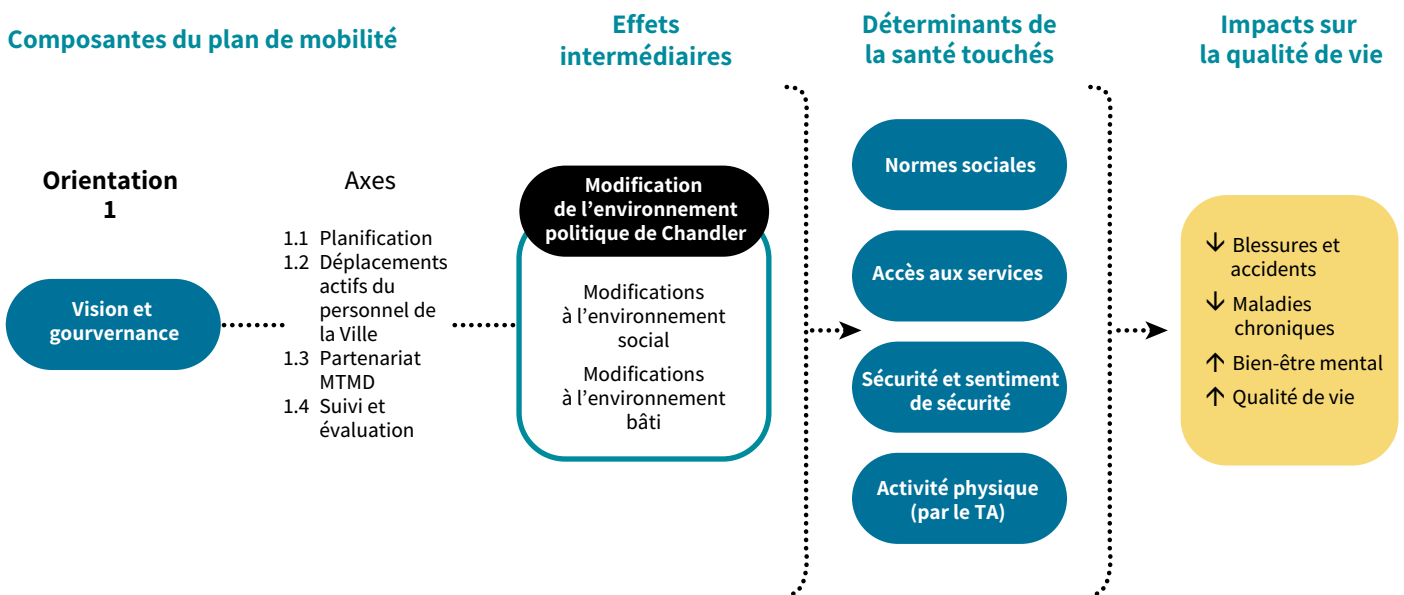 Composantes du plan de mobilité
Effets
intermédiaires
Déterminants de
la santé touchés
Impacts sur
la qualité de vie
Orientation
1
Vision et
gourvernance
Axes
1.1 Planification
1.2 Déplacements
actifs du
personnel de
la Ville
1.3 Partenariat
MTMD
1.4 Suivi et
évaluation
Modification
de l’environnement
politique de Chandler
Modifications
à l’environnement
social
Modifications
à l’environnement
bâti
Normes sociales
Accès aux services
Sécurité et sentiment
de sécurité
Activité physique
(par le TA)
↓ Blessures et
accidents
↓ Maladies
chroniques
↑ Bien-être mental
↑ Qualité de vie